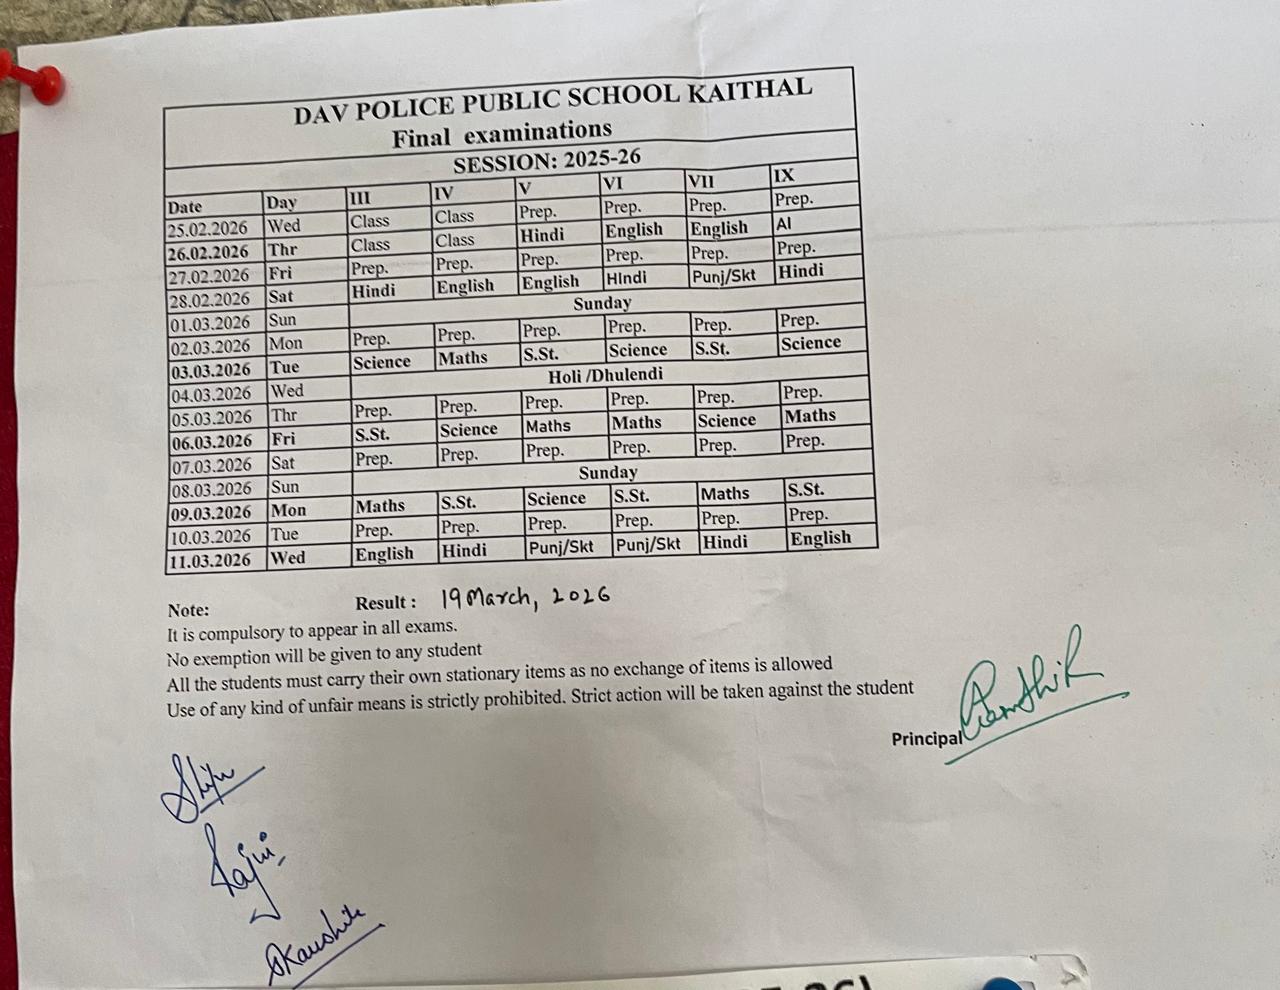 DAV POLICE PUBLIC SCHOOL KAITHAL
Final examinations
SESSION: 2025-26
Date Day III IV V VI VII IX
25.02.2026 Wed Class Class Prep. Prep. Prep. Prep.
26.02.2026 Thr Class Class Hindi English English AI
27.02.2026 Fri Prep. Prep. Prep. Prep. Prep. Prep.
28.02.2026 Sat Hindi English English HIndi Punj/Skt Hindi
01.03.2026 Sun Sunday
02.03.2026 Mon Prep. Prep. Prep. Prep. Prep. Prep.
03.03.2026 Tue Science Maths S.St. Science S.St. Science
04.03.2026 Wed Holi /Dhulendi
05.03.2026 Thr Prep. Prep. Prep. Prep. Prep. Prep.
06.03.2026 Fri S.St. Science Maths Maths Science Maths
07.03.2026 Sat Prep. Prep. Prep. Prep. Prep. Prep.
08.03.2026 Sun Sunday
09.03.2026 Mon Maths S.St. Science S.St. Maths S.St.
10.03.2026 Tue Prep. Prep. Prep. Prep. Prep. Prep.
11.03.2026 Wed English Hindi Punj/Skt Punj/Skt Hindi English
Note: Result : 19 March, 2026
It is compulsory to appear in all exams.
No exemption will be given to any student
All the students must carry their own stationary items as no exchange of items is allowed
Use of any kind of unfair means is strictly prohibited. Strict action will be taken against the student
Principal